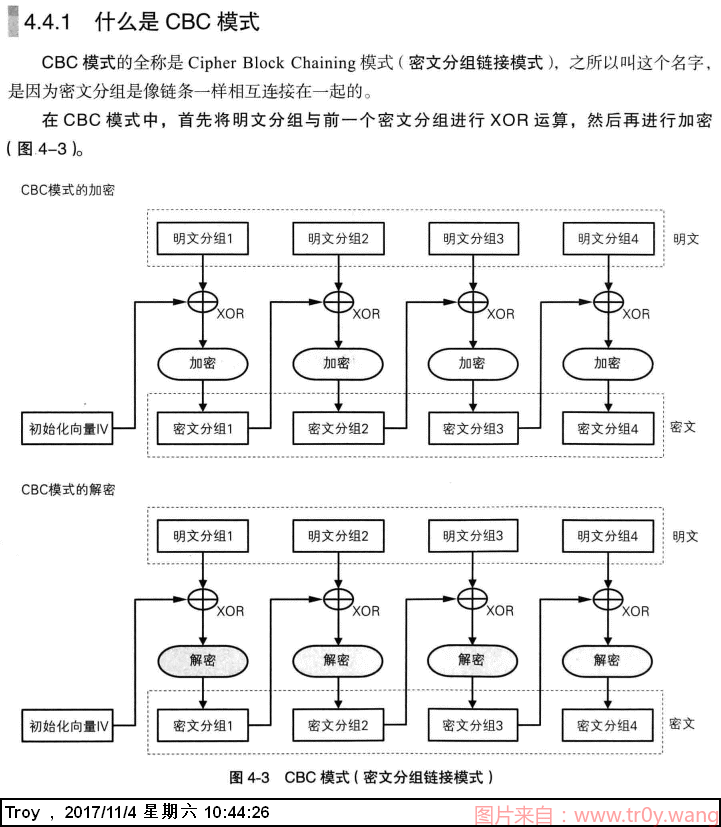 4.4.1 什么是 CBC 模式
CBC 模式的全称是 Cipher Block Chaining 模式（密文分组链接模式），之所以叫这个名字，
是因为密文分组是像链条一样相互连接在一起的。
在 CBC 模式中，首先将明文分组与前一个密文分组进行 XOR 运算，然后再进行加密
（图 4-3）。
CBC模式的加密
明文分组1 明文分组2 明文分组3 明文分组4 明文
XOR XOR XOR XOR
加密 加密 加密 加密
初始化向量IV 密文分组1 密文分组2 密文分组3 密文分组4 密文
CBC模式的解密
明文分组1 明文分组2 明文分组3 明文分组4 明文
XOR XOR XOR XOR
解密 解密 解密 解密
初始化向量IV 密文分组1 密文分组2 密文分组3 密文分组4 密文
图 4-3 CBC 模式（密文分组链接模式）
Troy , 2017/11/4 星期六 10:44:26
图片来自：www.tr0y.wang